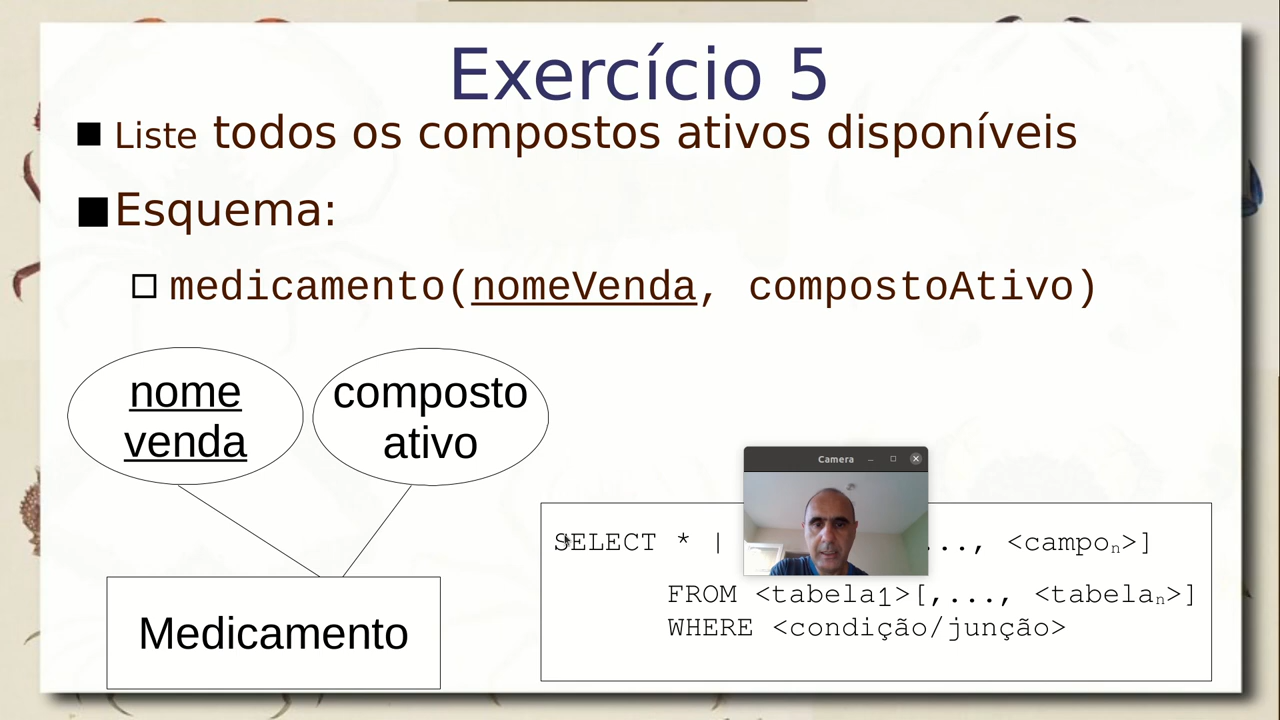 Exercício 5
Liste todos os compostos ativos disponíveis
Esquema:
medicamento(nomeVenda, compostoAtivo)
nome
venda
composto
ativo
Medicamento
Camera
SELECT * | ..., <campoₙ>]
FROM <tabela1>[,..., <tabelaₙ>]
WHERE <condição/junção>